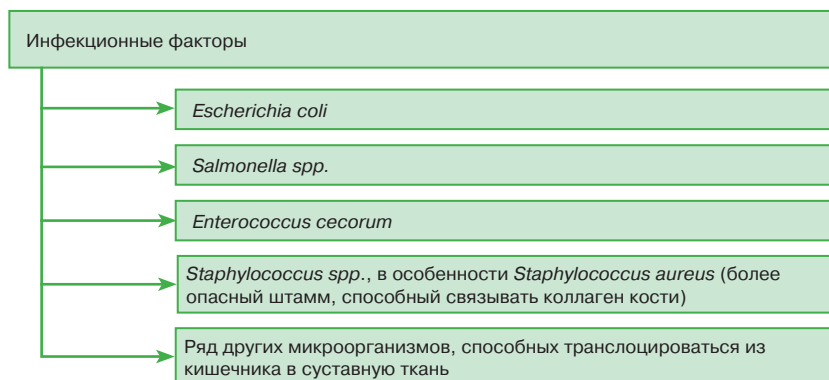 Инфекционные факторы
Escherichia coli
Salmonella spp.
Enterococcus cecorum
Staphylococcus spp., в особенности Staphylococcus aureus (более
опасный штамм, способный связывать коллаген кости)
Ряд других микроорганизмов, способных транслоцироваться из
кишечника в суставную ткань